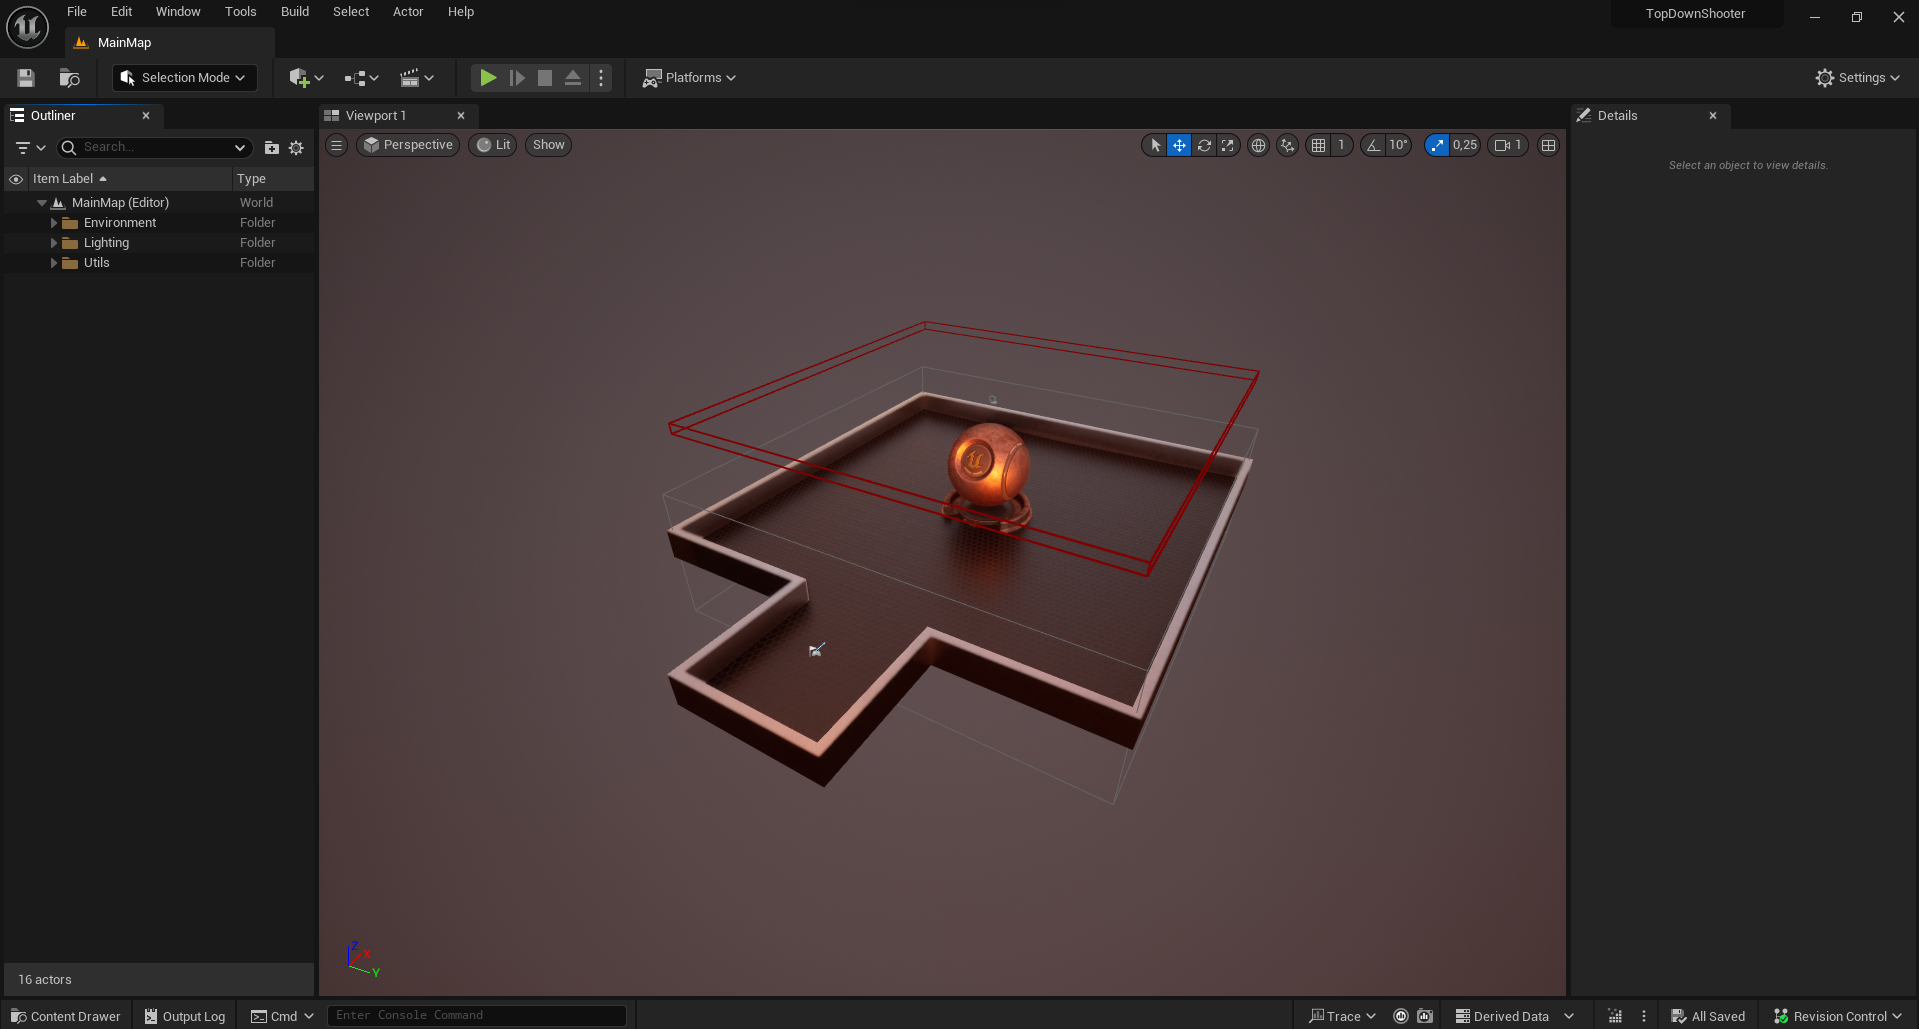 File Edit Window Tools Build Select Actor Help
TopDownShooter
MainMap
Selection Mode
Platforms
Settings
Outliner
Viewport 1
Details
Search...
Perspective Lit Show
1 10° 0,25 1
Item Label Type
Select an object to view details.
MainMap (Editor) World
Environment Folder
Lighting Folder
Utils Folder
Z
X
Y
16 actors
Content Drawer Output Log Cmd Enter Console Command Trace Derived Data All Saved Revision Control